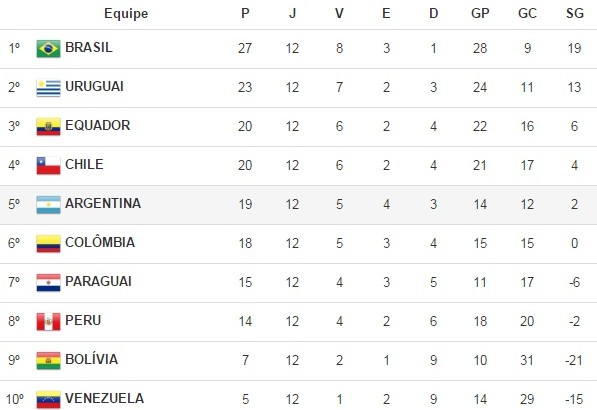 Equipe P J V E D GP GC SG
1º BRASIL 27 12 8 3 1 28 9 19
2º URUGUAI 23 12 7 2 3 24 11 13
3º EQUADOR 20 12 6 2 4 22 16 6
4º CHILE 20 12 6 2 4 21 17 4
5º ARGENTINA 19 12 5 4 3 14 12 2
6º COLÔMBIA 18 12 5 3 4 15 15 0
7º PARAGUAI 15 12 4 3 5 11 17 -6
8º PERU 14 12 4 2 6 18 20 -2
9º BOLÍVIA 7 12 2 1 9 10 31 -21
10º VENEZUELA 5 12 1 2 9 14 29 -15